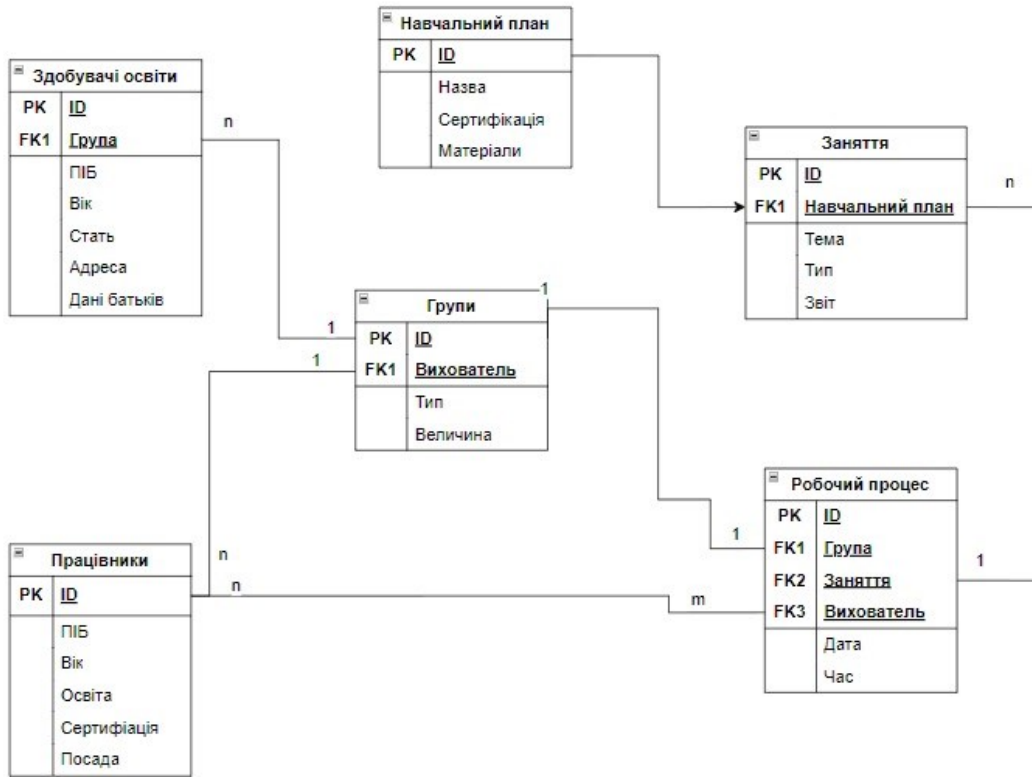 Навчальний план
PK ID
Назва
Сертифікація
Матеріали
Здобувачі освіти
PK ID
FK1 Група
ПІБ
Вік
Стать
Адреса
Дані батьків
n
Заняття
PK ID
FK1 Навчальний план
Тема
Тип
Звіт
n
Групи
PK ID
FK1 Вихователь
Тип
Величина
1
1
1
Робочий процес
PK ID
FK1 Група
FK2 Заняття
FK3 Вихователь
Дата
Час
1
1
m
Працівники
PK ID
ПІБ
Вік
Освіта
Сертифіація
Посада
n
n